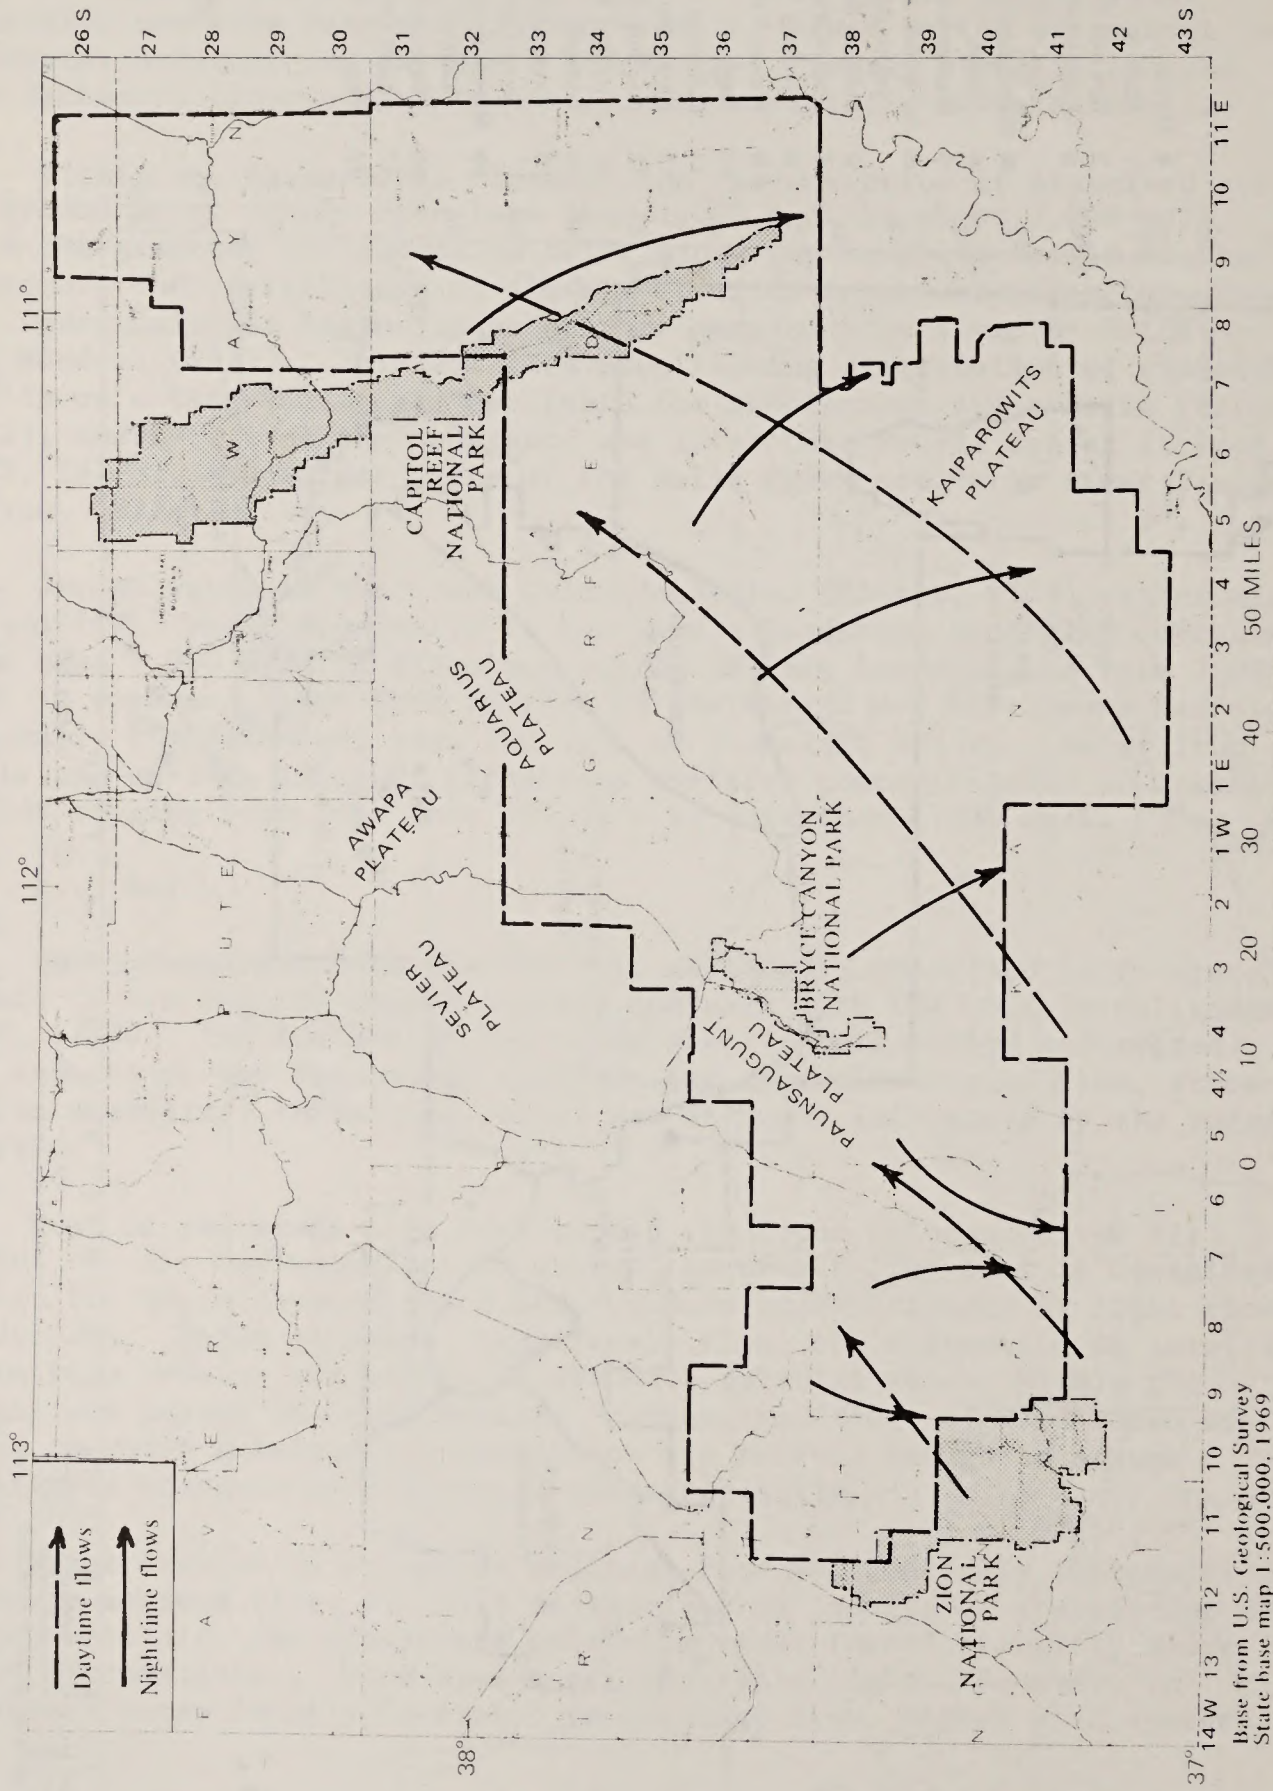 Daytime flows
Nighttime flows
113°
112°
111°
38°
37°
26 S
27
28
29
30
31
32
33
34
35
36
37
38
39
40
41
42
43 S
W A Y N
P I U T E
E A V E R
G A R F I E L D
I R O N
K A N
SEVIER
PLATEAU
AWAPA
PLATEAU
AQUARIUS
PLATEAU
CAPITOL
REEF
NATIONAL
PARK
PAUNSAUGUNT
PLATEAU
BRYCE CANYON
NATIONAL PARK
KAIPAROWITS
PLATEAU
ZION
NATIONAL
PARK
14 W 13 12 11 10 9 8 7 6 5 4½ 4 3 2 1 W 1 E 2 3 4 5 6 7 8 9 10 11 E
0 10 20 30 40 50 MILES
Base from U.S. Geological Survey
State base map 1:500,000, 1969